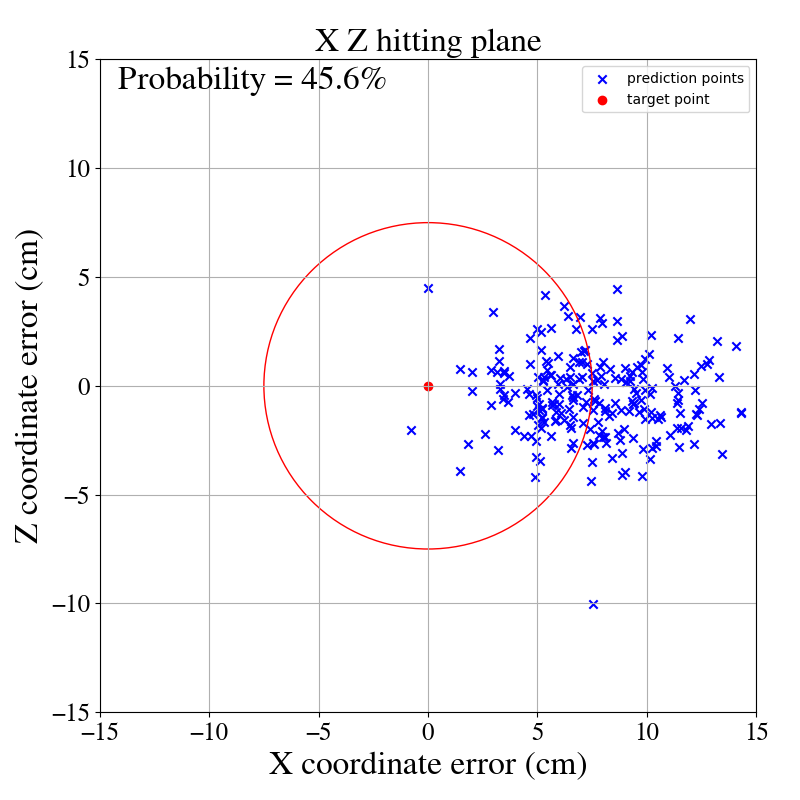 X Z hitting plane
Probability = 45.6%
prediction points
target point
15
10
5
0
−5
−10
−15
Z coordinate error (cm)
−15 −10 −5 0 5 10 15
X coordinate error (cm)